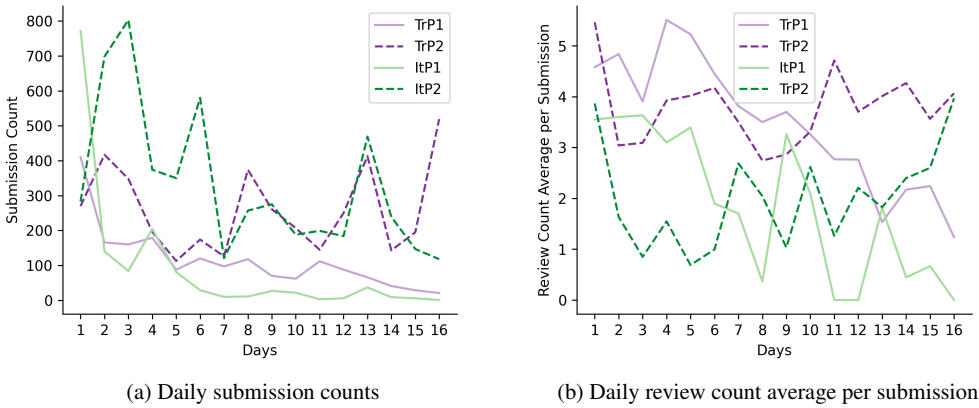 Submission Count
800
700
600
500
400
300
200
100
0
1 2 3 4 5 6 7 8 9 10 11 12 13 14 15 16
Days
TrP1
TrP2
ItP1
ItP2
(a) Daily submission counts
Review Count Average per Submission
5
4
3
2
1
0
1 2 3 4 5 6 7 8 9 10 11 12 13 14 15 16
Days
TrP1
TrP2
ItP1
TrP2
(b) Daily review count average per submission